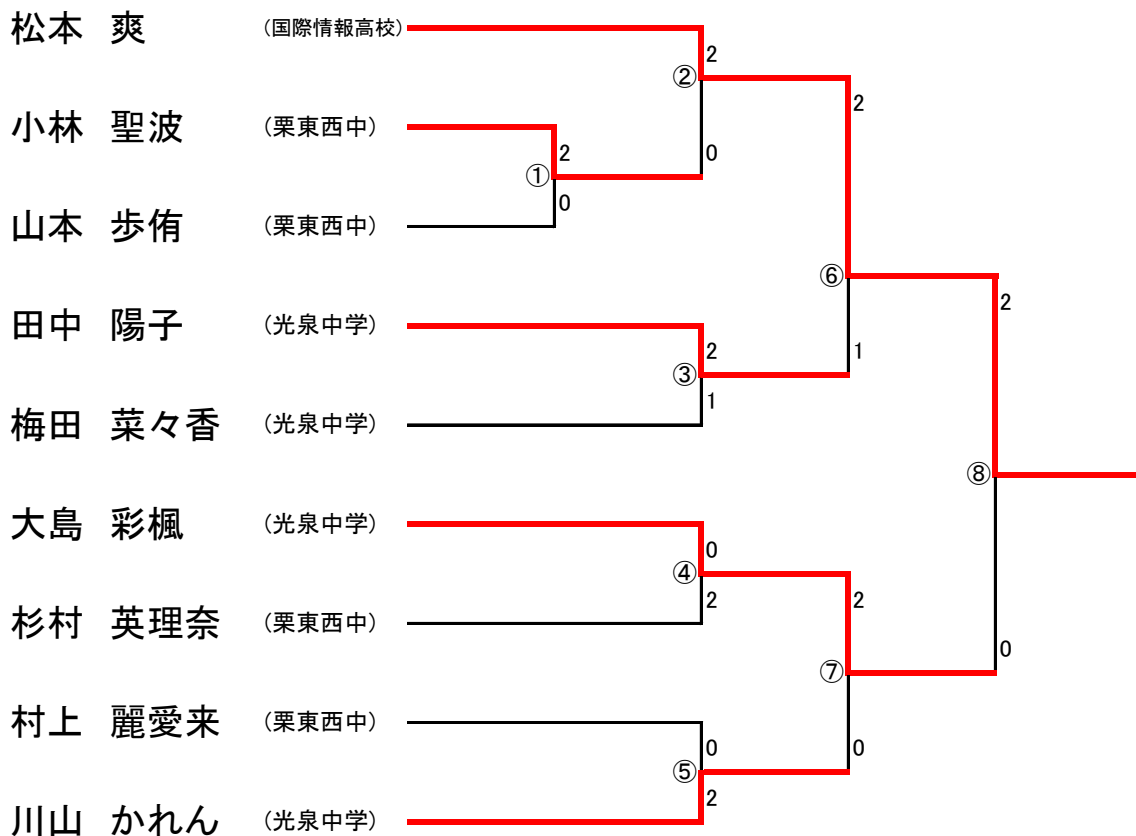 松本 爽 (国際情報高校)
2
②
2
小林 聖波 (栗東西中)
2
0
①
0
山本 歩侑 (栗東西中)
⑥
2
田中 陽子 (光泉中学)
2
1
③
1
梅田 菜々香 (光泉中学)
⑧
大島 彩楓 (光泉中学)
0
④
2
2
杉村 英理奈 (栗東西中)
0
⑦
村上 麗愛来 (栗東西中)
0
0
⑤
2
川山 かれん (光泉中学)